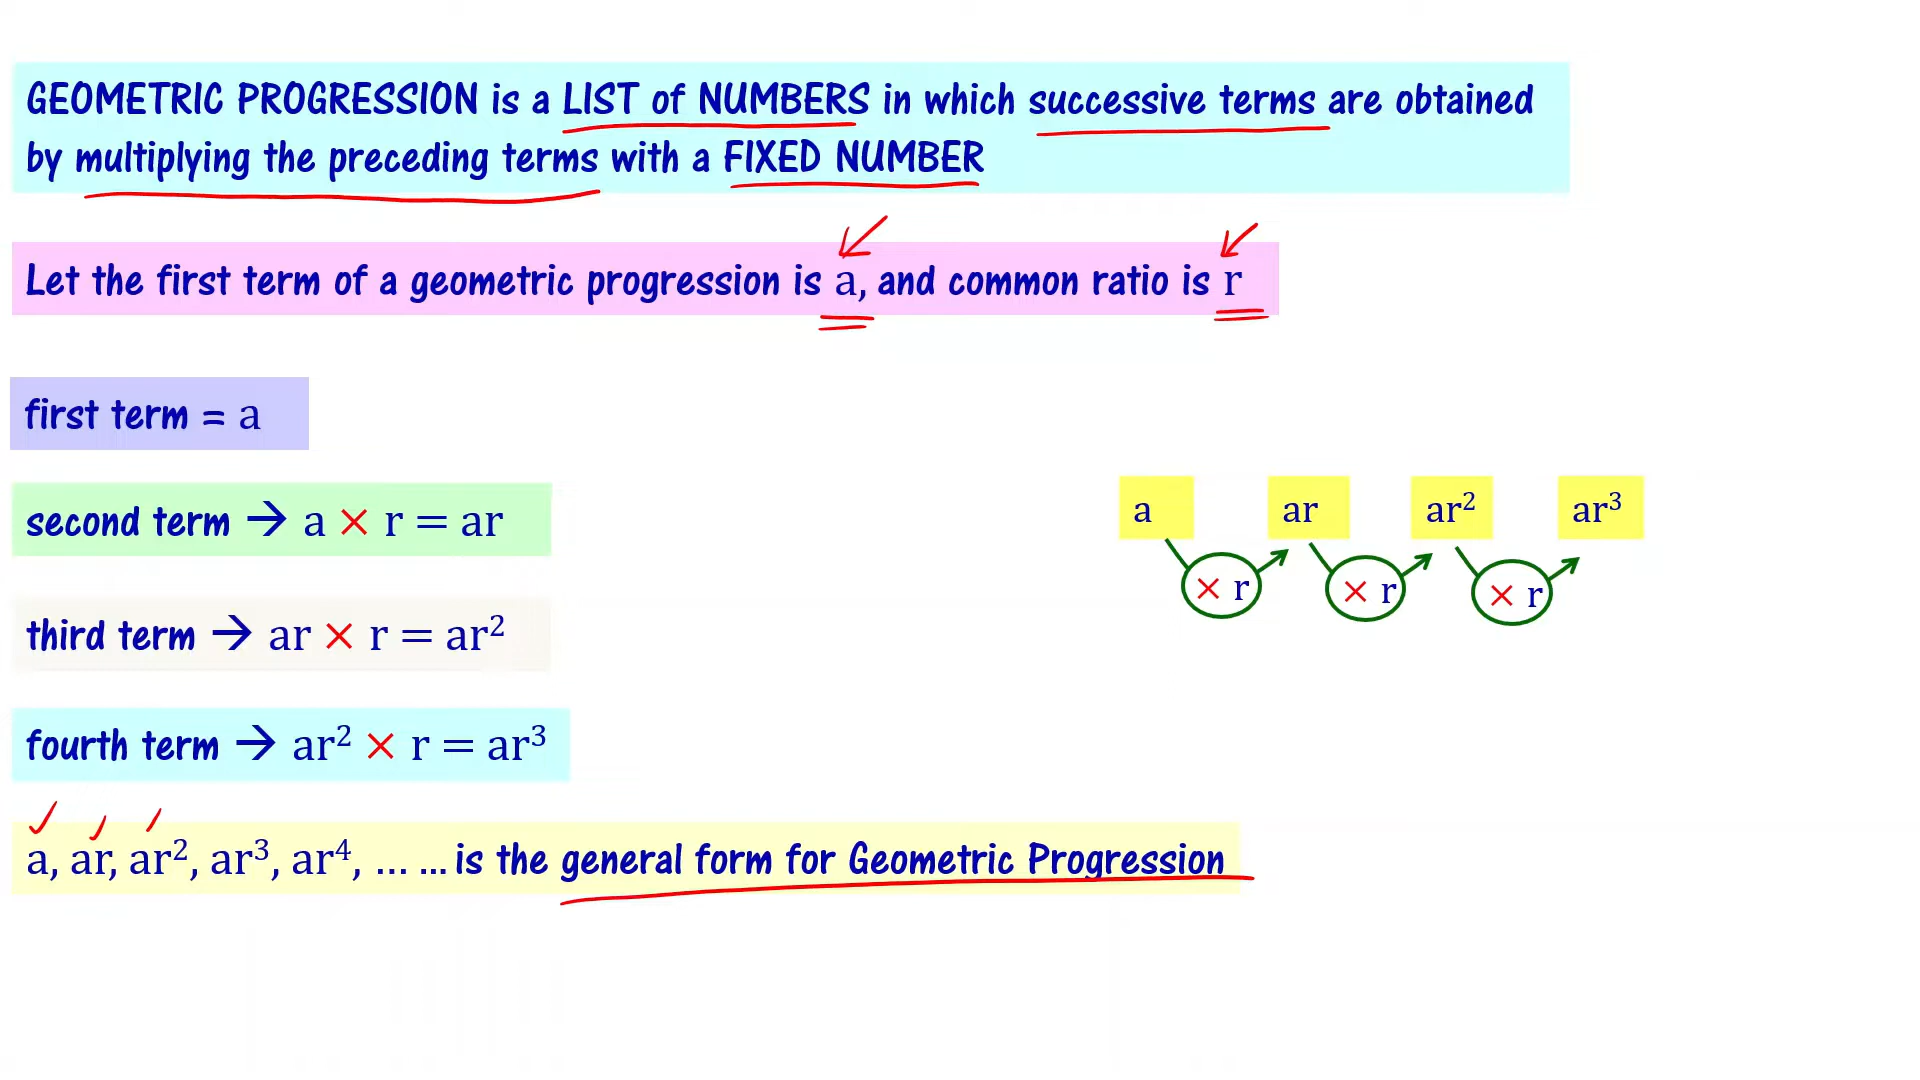 GEOMETRIC PROGRESSION is a LIST of NUMBERS in which successive terms are obtained
by multiplying the preceding terms with a FIXED NUMBER
Let the first term of a geometric progression is a, and common ratio is r
first term = a
second term → a × r = ar
third term → ar × r = ar²
fourth term → ar² × r = ar³
a ar ar² ar³
× r × r × r
a, ar, ar², ar³, ar⁴, ... ... is the general form for Geometric Progression